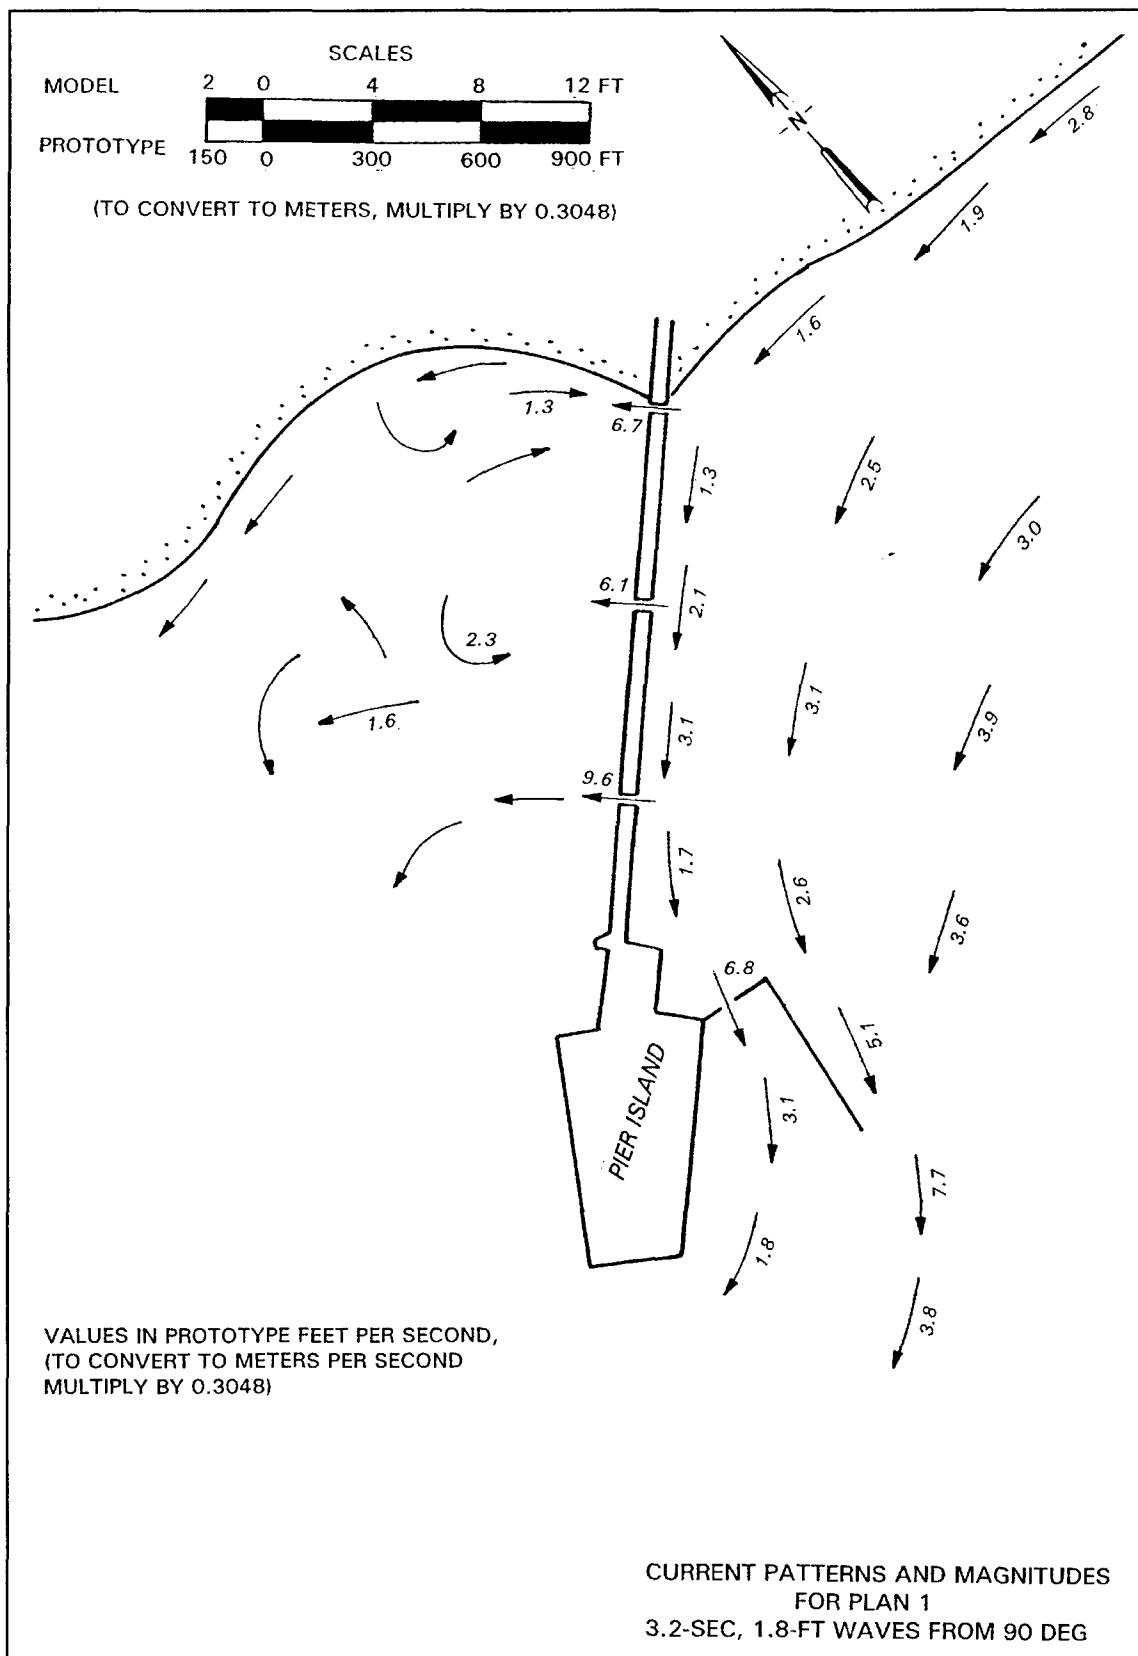 SCALES
MODEL 2 0 4 8 12 FT
PROTOTYPE 150 0 300 600 900 FT
(TO CONVERT TO METERS, MULTIPLY BY 0.3048)
N
2.8
1.9
1.6
1.3
6.7
1.3
2.5
3.0
6.1
2.1
2.3
3.1
1.6
3.1
3.9
9.6
1.7
2.6
3.6
6.8
5.1
PIER ISLAND
3.1
7.7
1.8
3.8
VALUES IN PROTOTYPE FEET PER SECOND,
(TO CONVERT TO METERS PER SECOND
MULTIPLY BY 0.3048)
CURRENT PATTERNS AND MAGNITUDES
FOR PLAN 1
3.2-SEC, 1.8-FT WAVES FROM 90 DEG